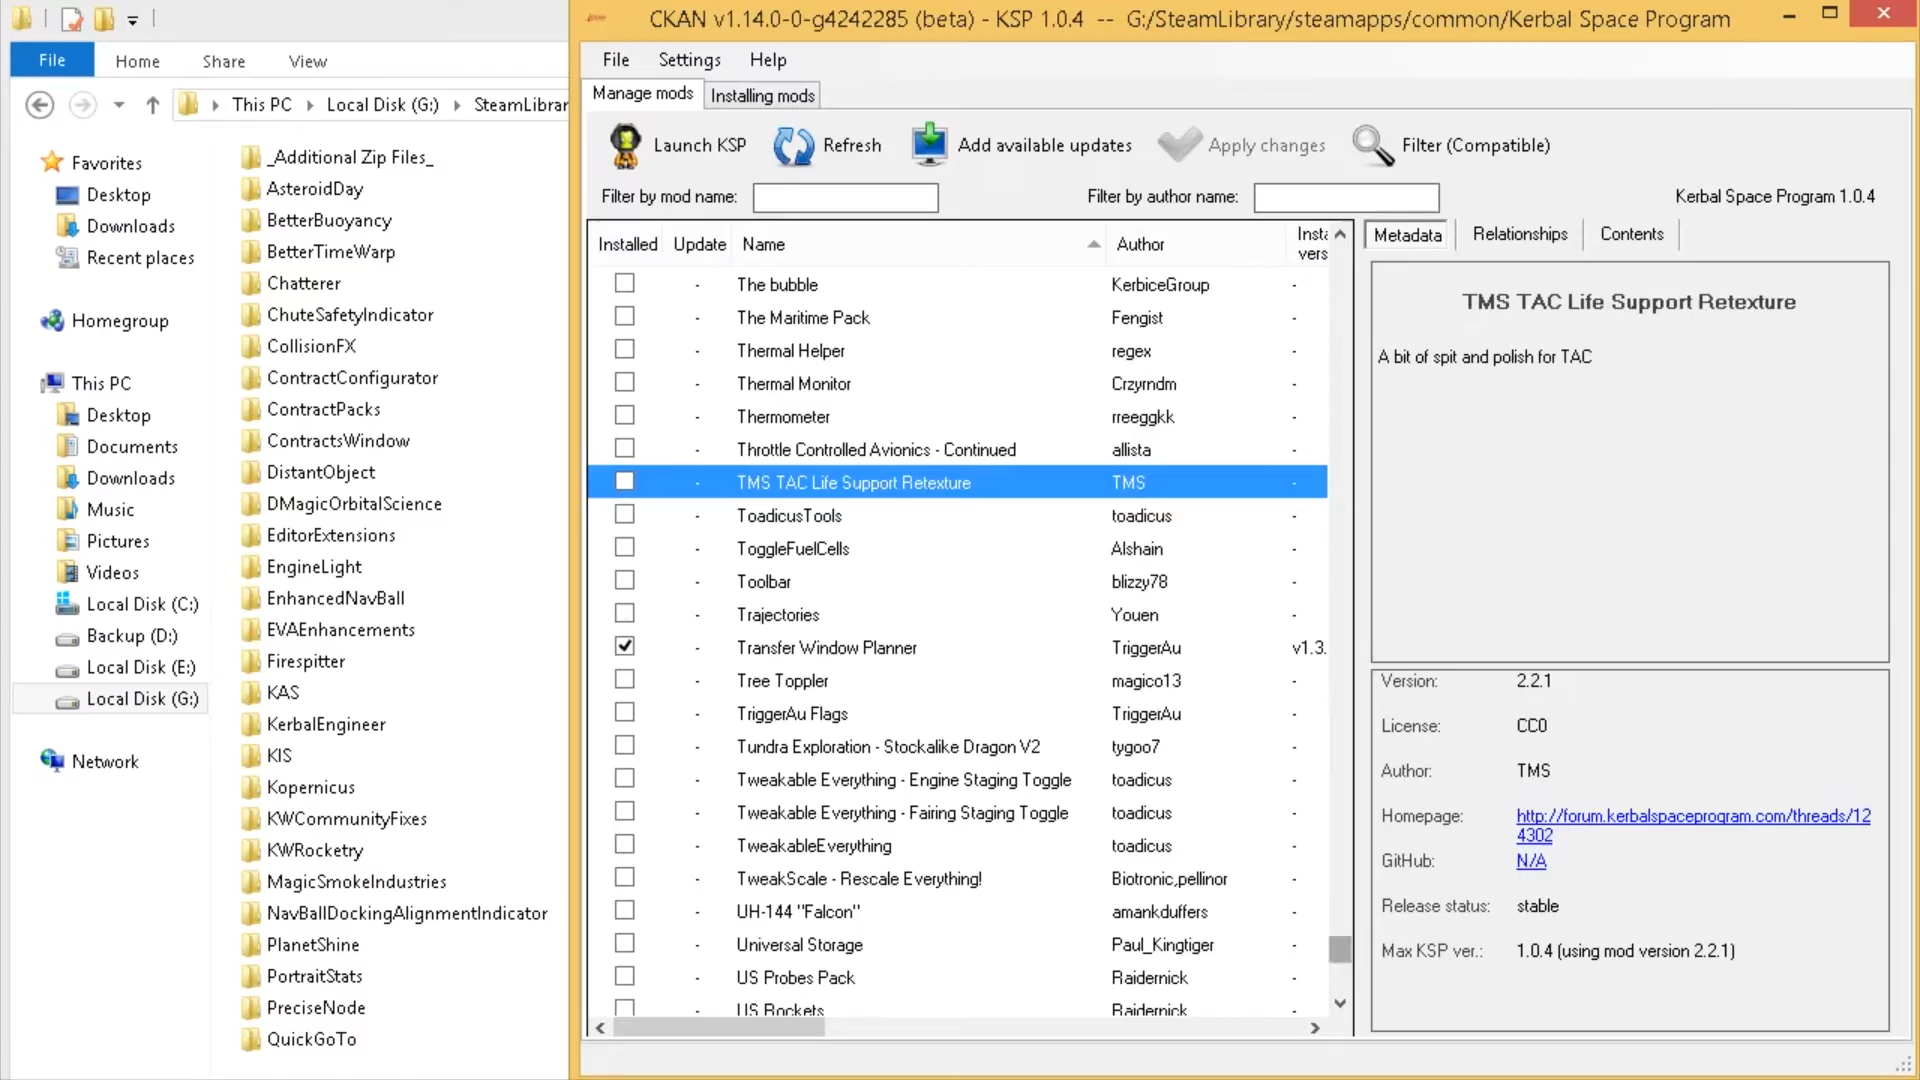 CKAN v1.14.0-0-g4242285 (beta) - KSP 1.0.4 -- G:/SteamLibrary/steamapps/common/Kerbal Space Program
File Home Share View
This PC Local Disk (G:) SteamLibrar
Favorites
Desktop
Downloads
Recent places
Homegroup
This PC
Desktop
Documents
Downloads
Music
Pictures
Videos
Local Disk (C:)
Backup (D:)
Local Disk (E:)
Local Disk (G:)
Network
_Additional Zip Files_
AsteroidDay
BetterBuoyancy
BetterTimeWarp
Chatterer
ChuteSafetyIndicator
CollisionFX
ContractConfigurator
ContractPacks
ContractsWindow
DistantObject
DMagicOrbitalScience
EditorExtensions
EngineLight
EnhancedNavBall
EVAEnhancements
Firespitter
KAS
KerbalEngineer
KIS
Kopernicus
KWCommunityFixes
KWRocketry
MagicSmokeIndustries
NavBallDockingAlignmentIndicator
PlanetShine
PortraitStats
PreciseNode
QuickGoTo
File Settings Help
Manage mods Installing mods
Launch KSP Refresh Add available updates Apply changes Filter (Compatible)
Filter by mod name: Filter by author name: Kerbal Space Program 1.0.4
Installed Update Name Author Insta vers
The bubble KerbiceGroup -
The Maritime Pack Fengist -
Thermal Helper regex -
Thermal Monitor Crzyrndm -
Thermometer rreeggkk -
Throttle Controlled Avionics - Continued allista -
TMS TAC Life Support Retexture TMS -
ToadicusTools toadicus -
ToggleFuelCells Alshain -
Toolbar blizzy78 -
Trajectories Youen -
Transfer Window Planner TriggerAu v1.3.
Tree Toppler magico13 -
TriggerAu Flags TriggerAu -
Tundra Exploration - Stockalike Dragon V2 tygoo7 -
Tweakable Everything - Engine Staging Toggle toadicus -
Tweakable Everything - Fairing Staging Toggle toadicus -
TweakableEverything toadicus -
TweakScale - Rescale Everything! Biotronic,pellinor -
UH-144 "Falcon" amankduffers -
Universal Storage Paul_Kingtiger -
US Probes Pack Raidernick -
US Rockets Raidernick -
Metadata Relationships Contents
TMS TAC Life Support Retexture
A bit of spit and polish for TAC
Version: 2.2.1
License: CC0
Author: TMS
Homepage: http://forum.kerbalspaceprogram.com/threads/12
4302
GitHub: N/A
Release status: stable
Max KSP ver.: 1.0.4 (using mod version 2.2.1)